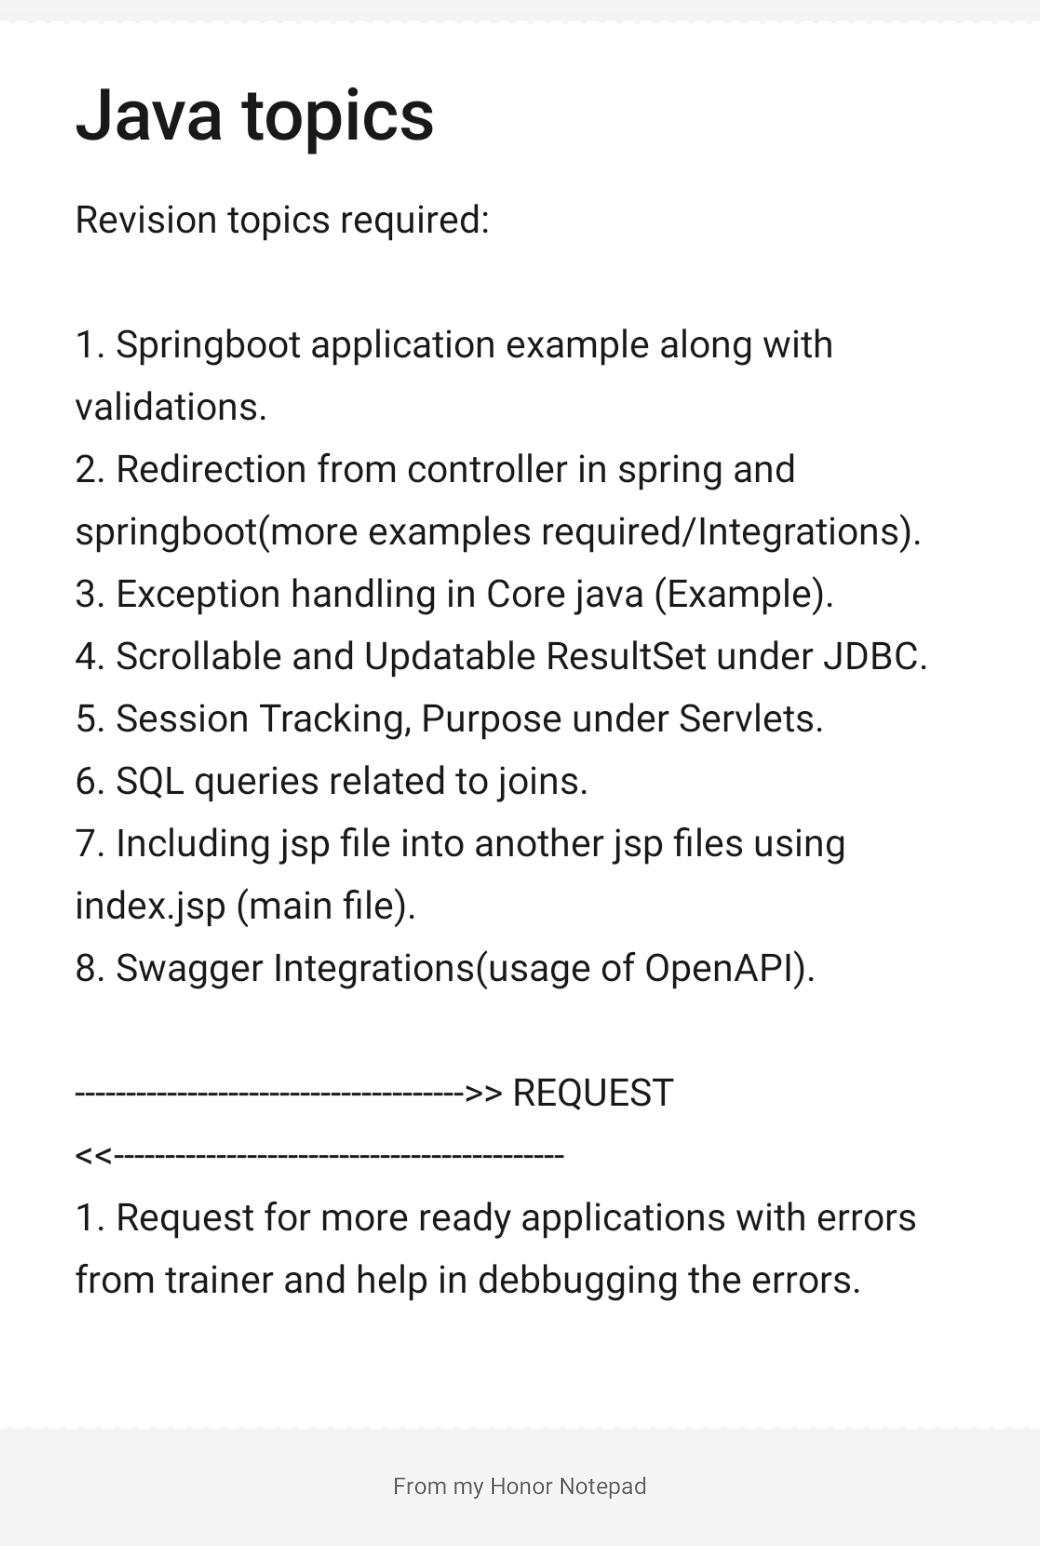 Java topics
Revision topics required:
1. Springboot application example along with
validations.
2. Redirection from controller in spring and
springboot(more examples required/Integrations).
3. Exception handling in Core java (Example).
4. Scrollable and Updatable ResultSet under JDBC.
5. Session Tracking, Purpose under Servlets.
6. SQL queries related to joins.
7. Including jsp file into another jsp files using
index.jsp (main file).
8. Swagger Integrations(usage of OpenAPI).
--------------------------------------->> REQUEST
<<---------------------------------------------
1. Request for more ready applications with errors
from trainer and help in debbugging the errors.
From my Honor Notepad